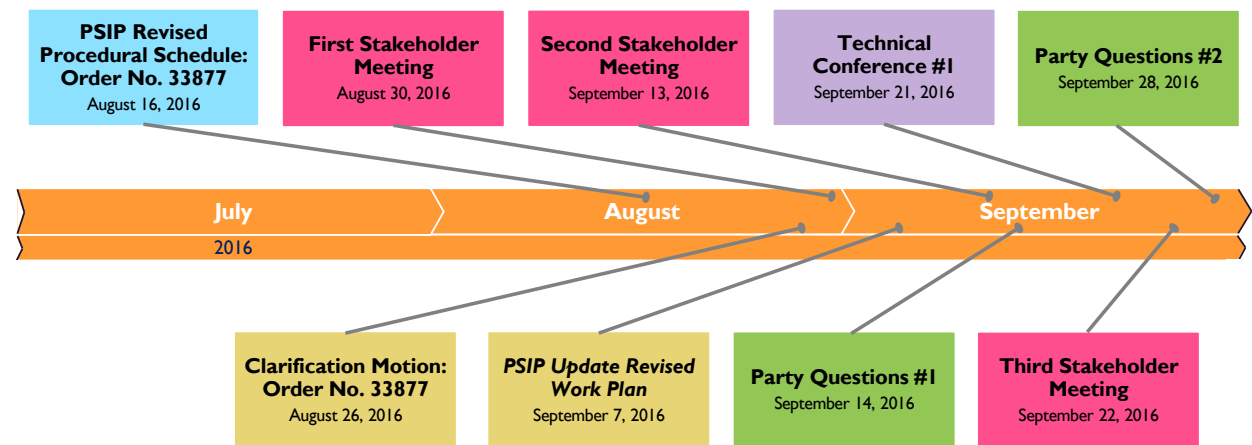 PSIP Revised
Procedural Schedule:
Order No. 33877
August 16, 2016
First Stakeholder
Meeting
August 30, 2016
Second Stakeholder
Meeting
September 13, 2016
Technical
Conference #1
September 21, 2016
Party Questions #2
September 28, 2016
July
August
September
2016
Clarification Motion:
Order No. 33877
August 26, 2016
PSIP Update Revised
Work Plan
September 7, 2016
Party Questions #1
September 14, 2016
Third Stakeholder
Meeting
September 22, 2016